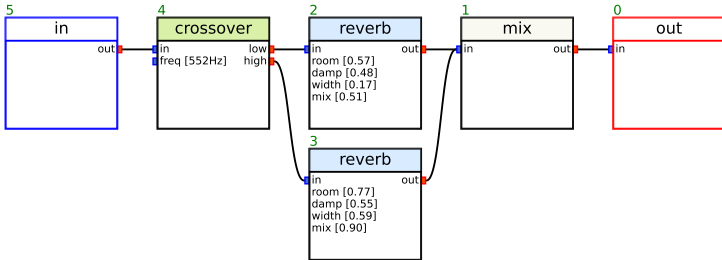 5
in
out
4
crossover
in low
freq [552Hz] high
2
reverb
in out
room [0.57]
damp [0.48]
width [0.17]
mix [0.51]
1
mix
in out
0
out
in
3
reverb
in out
room [0.77]
damp [0.55]
width [0.59]
mix [0.90]